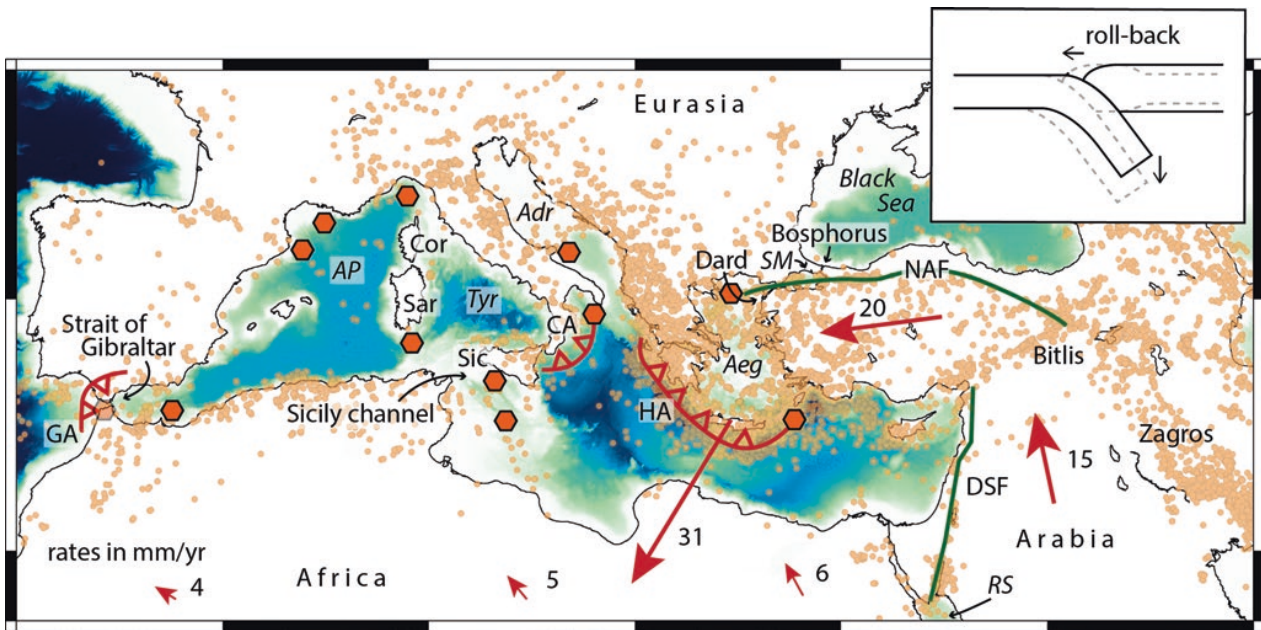 roll-back
Eurasia
Black
Sea
Adr
Bosphorus
Cor
Dard
SM
NAF
AP
20
Sar
Tyr
Strait of
Gibraltar
CA
Bitlis
Sic
Aeg
Sicily channel
HA
GA
Zagros
15
DSF
31
rates in mm/yr
Arabia
4
Africa
5
6
RS